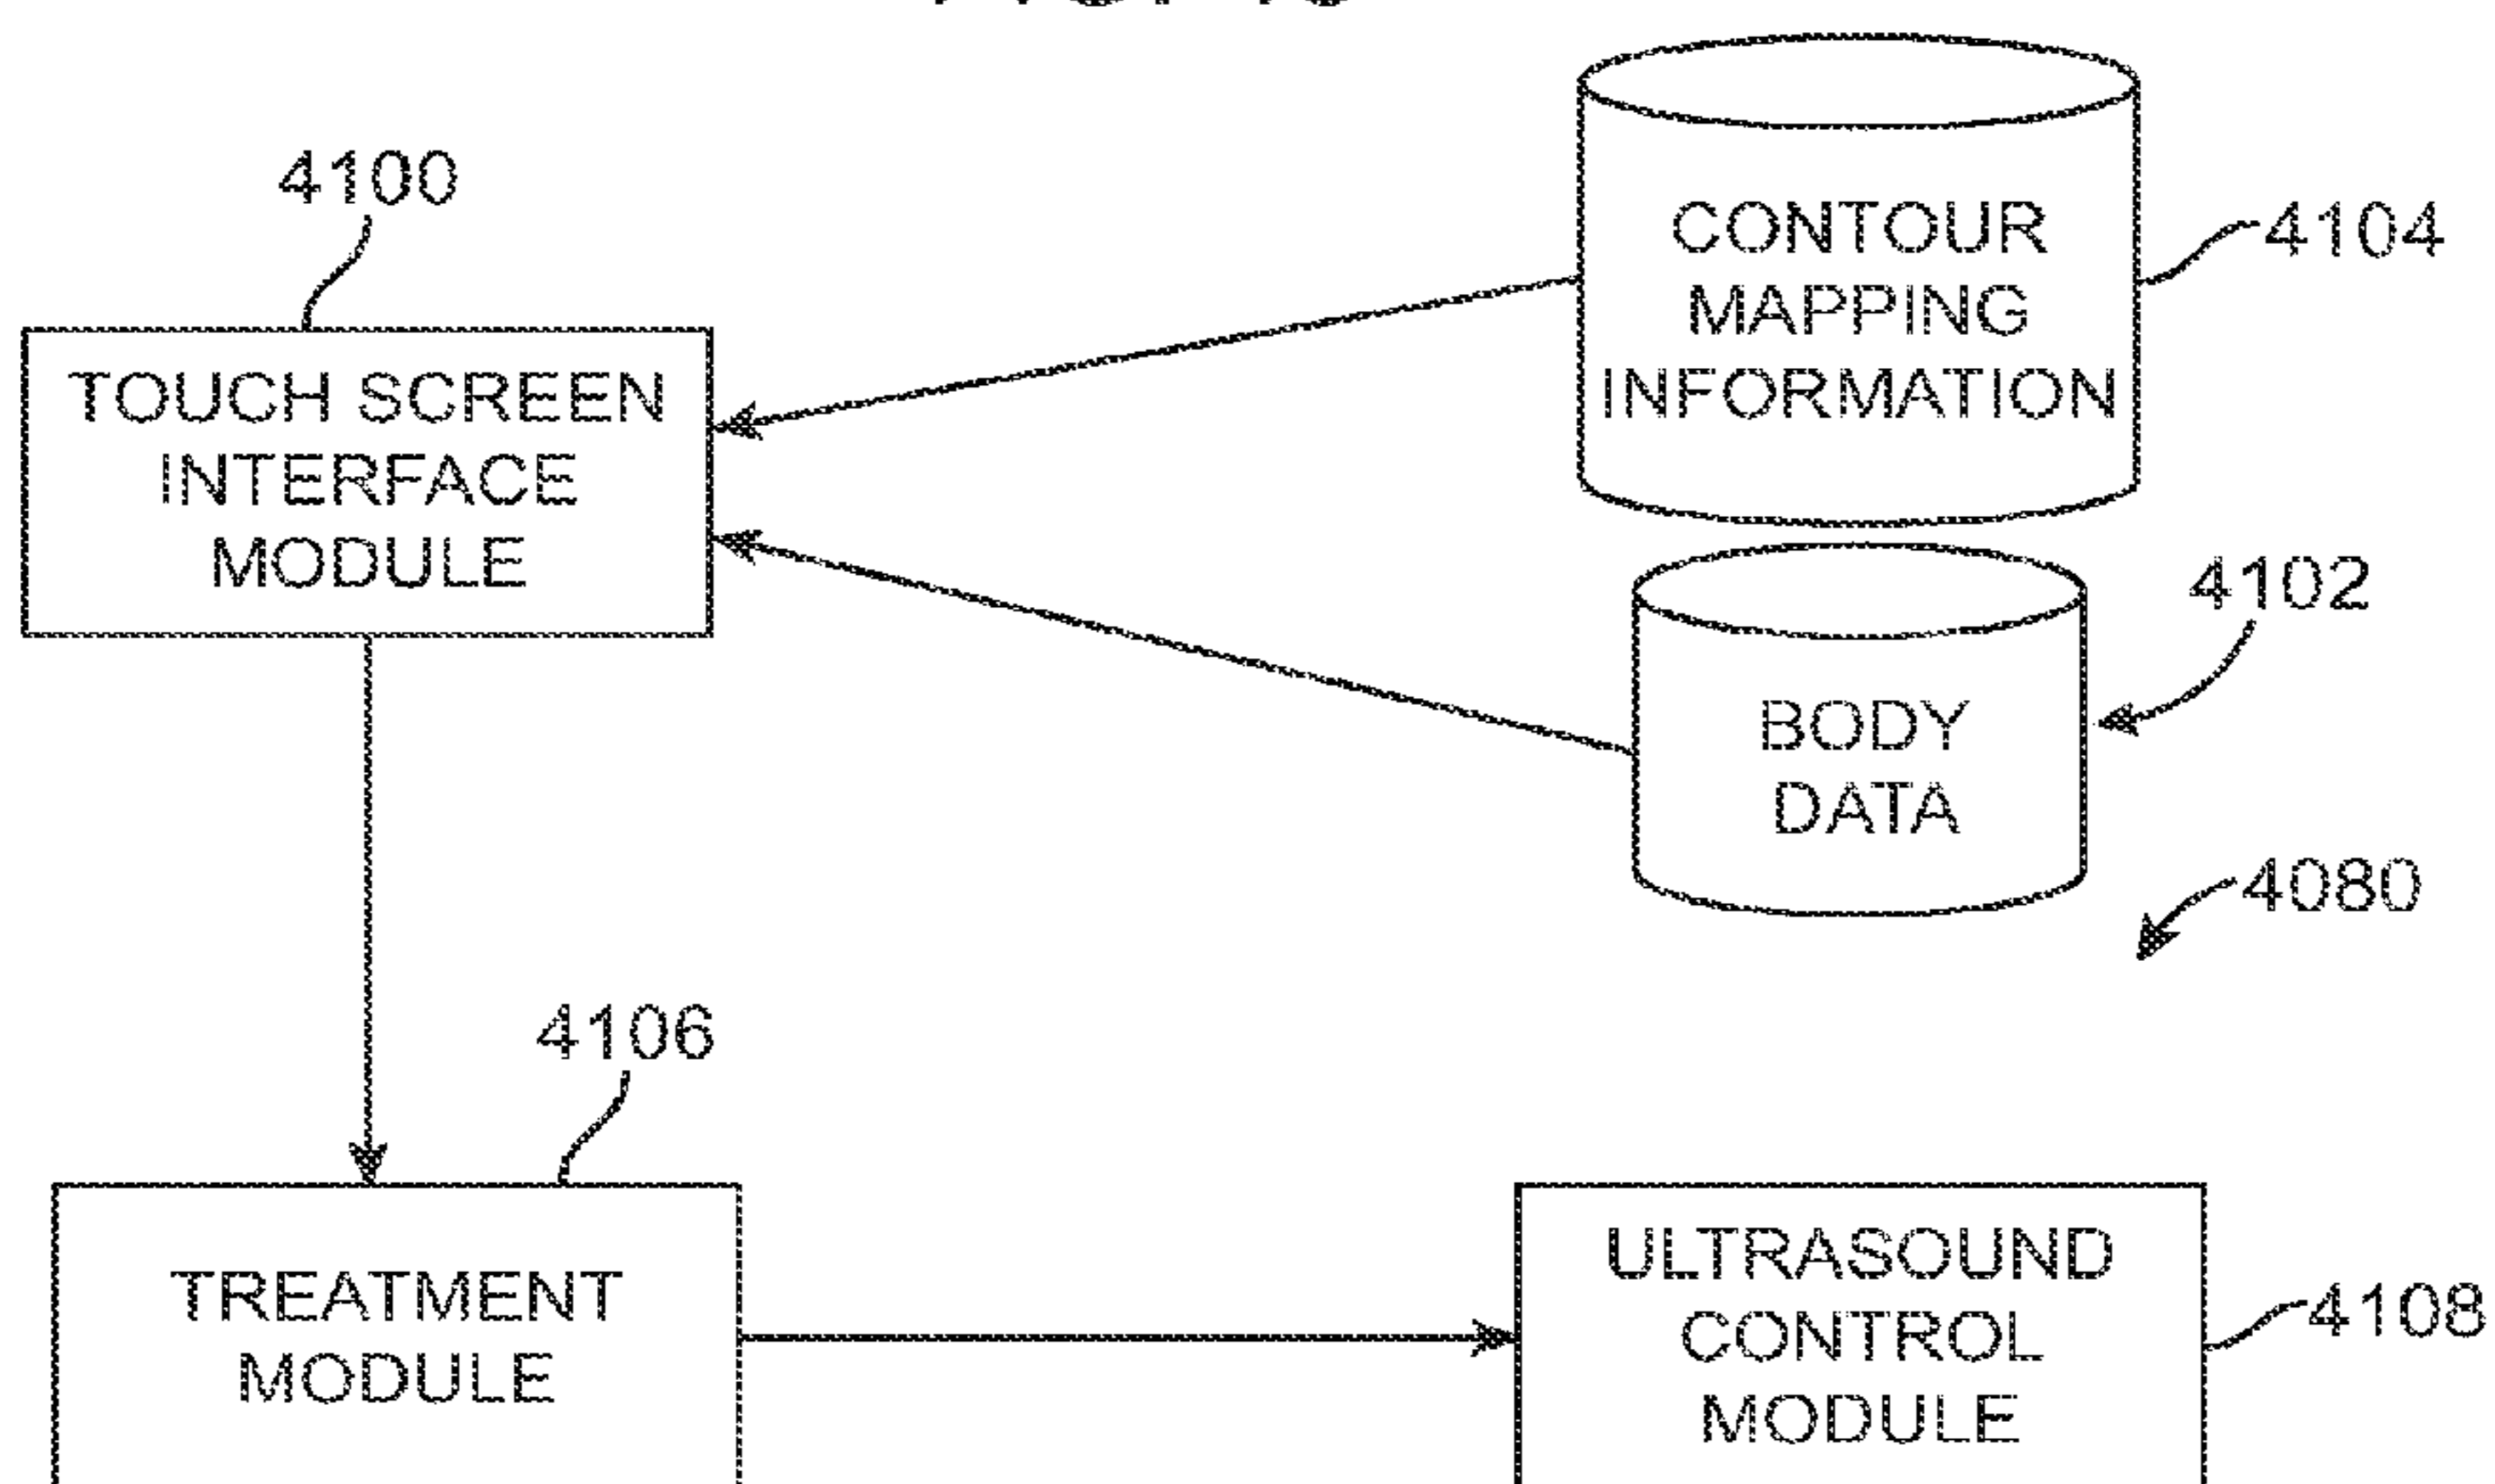 4100
CONTOUR
MAPPING
INFORMATION
4104
TOUCH SCREEN
INTERFACE
MODULE
4102
BODY
DATA
4080
4106
TREATMENT
MODULE
ULTRASOUND
CONTROL
MODULE
4108